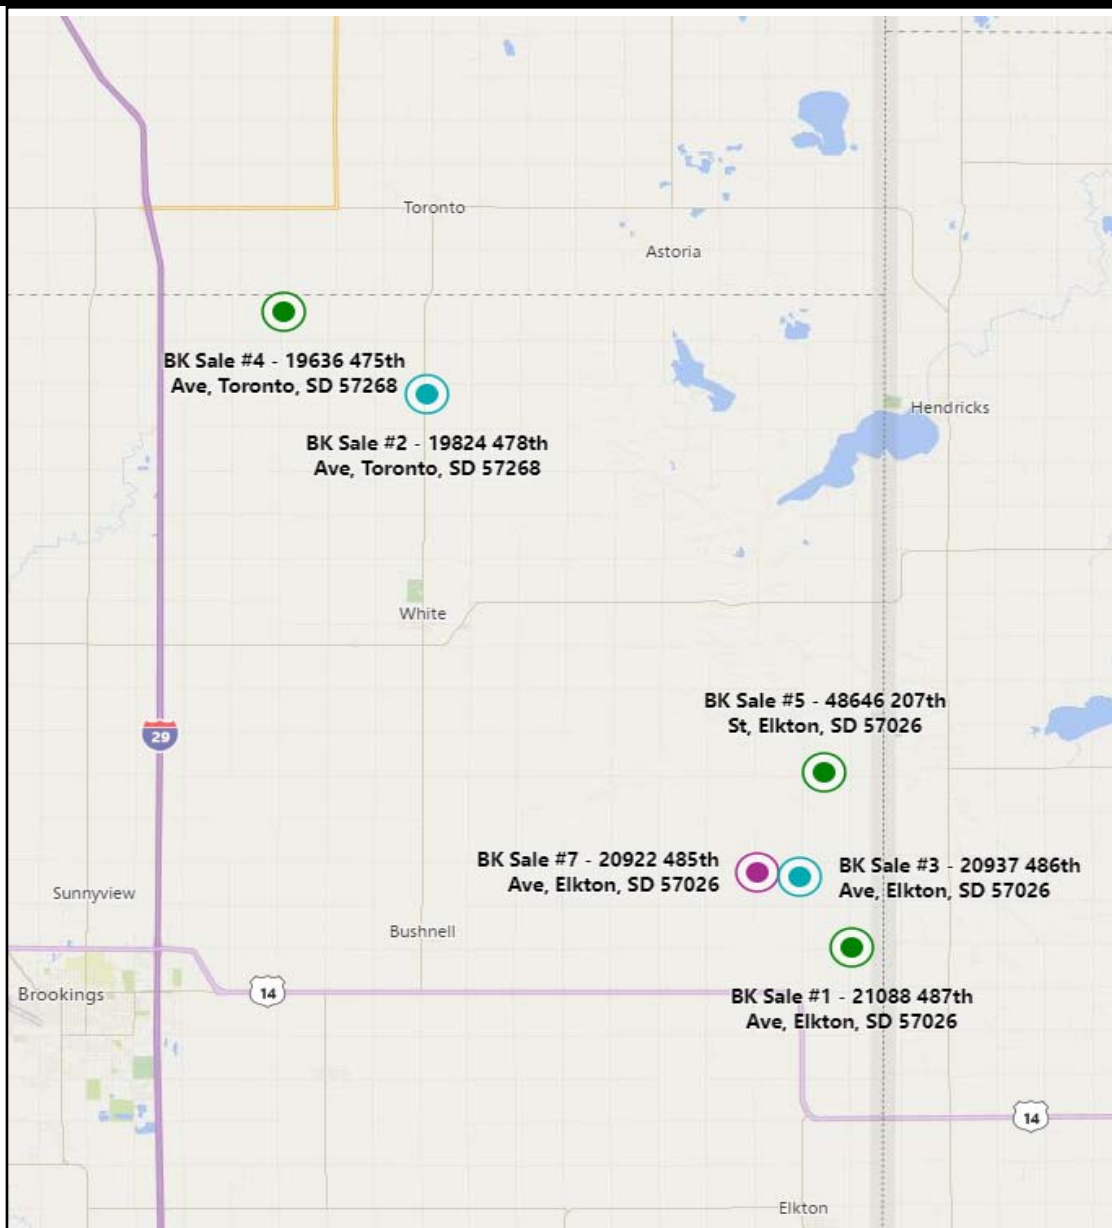 Toronto
Astoria
BK Sale #4 - 19636 475th
Ave, Toronto, SD 57268
Hendricks
BK Sale #2 - 19824 478th
Ave, Toronto, SD 57268
White
BK Sale #5 - 48646 207th
St, Elkton, SD 57026
29
BK Sale #7 - 20922 485th
Ave, Elkton, SD 57026
BK Sale #3 - 20937 486th
Ave, Elkton, SD 57026
Sunnyview
Bushnell
Brookings
14
BK Sale #1 - 21088 487th
Ave, Elkton, SD 57026
14
Elkton